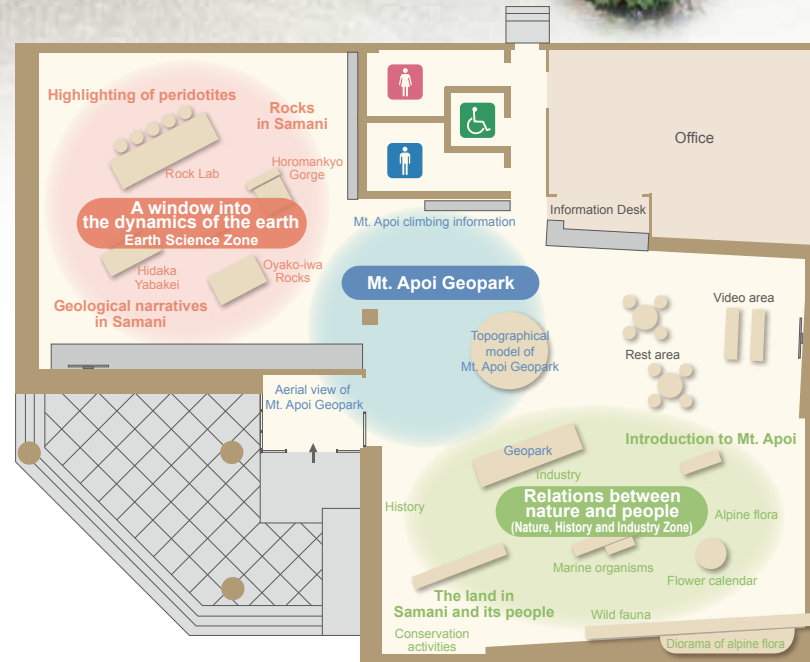 Highlighting of peridotites
Rocks
in Samani
Rock Lab
Horomankyo
Gorge
A window into
the dynamics of the earth
Earth Science Zone
Hidaka
Yabakei
Oyako-iwa
Rocks
Geological narratives
in Samani
Office
Information Desk
Mt. Apoi climbing information
Mt. Apoi Geopark
Topographical
model of
Mt. Apoi Geopark
Video area
Rest area
Aerial view of
Mt. Apoi Geopark
Introduction to Mt. Apoi
Geopark
Industry
Relations between
nature and people
(Nature, History and Industry Zone)
History
Alpine flora
Marine organisms
Flower calendar
The land in
Samani and its people
Wild fauna
Conservation
activities
Diorama of alpine flora